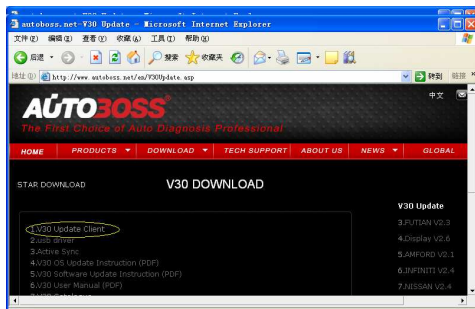 autoboss.net-V30 Update - Microsoft Internet Explorer
文件(F) 编辑(E) 查看(V) 收藏(A) 工具(T) 帮助(H)
后退 搜索 收藏夹
地址(D) http://www.autoboss.net/en/V30Update.asp 转到 链接 »
中文
AUTOBOSS
The First Choice of Auto Diagnosis Professional
HOME PRODUCTS DOWNLOAD TECH SUPPORT ABOUT US NEWS GLOBAL
STAR DOWNLOAD V30 DOWNLOAD
V30 Update
1.V30 Update Client
2.usb driver
3.Active Sync
4.V30 OS Update Instruction (PDF)
5.V30 Software Update Instruction (PDF)
6.V30 User Manual (PDF)
7.V30 Catalogue
3.FUTIAN V2.3
4.Display V2.6
5.AMFORD V2.1
6.INFINITI V2.4
7.NISSAN V2.4